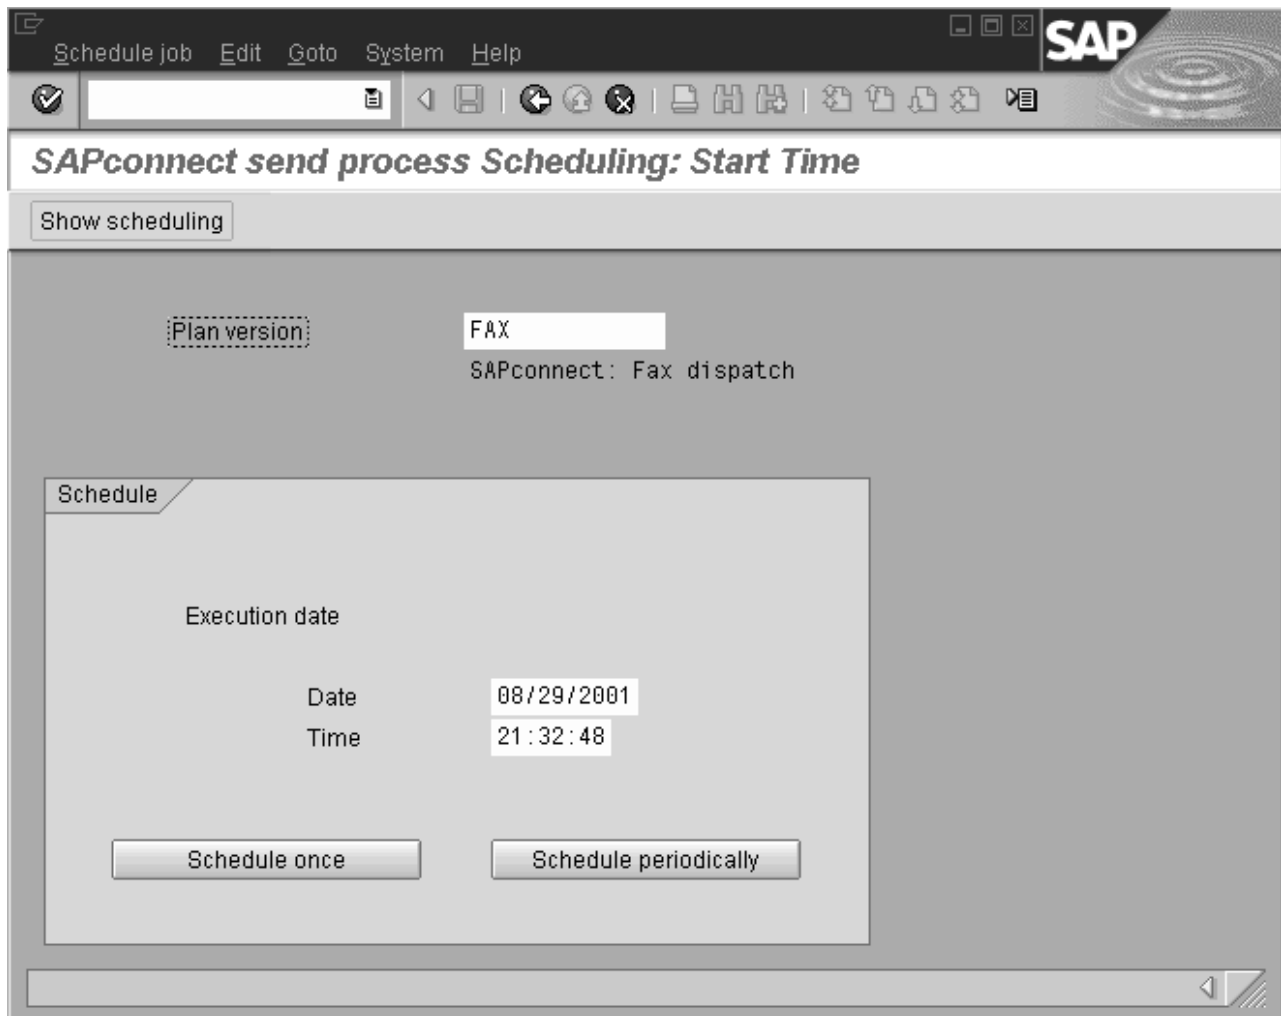 Schedule job Edit Goto System Help
SAP
SAPconnect send process Scheduling: Start Time
Show scheduling
Plan version FAX
SAPconnect: Fax dispatch
Schedule
Execution date
Date 08/29/2001
Time 21:32:48
Schedule once Schedule periodically